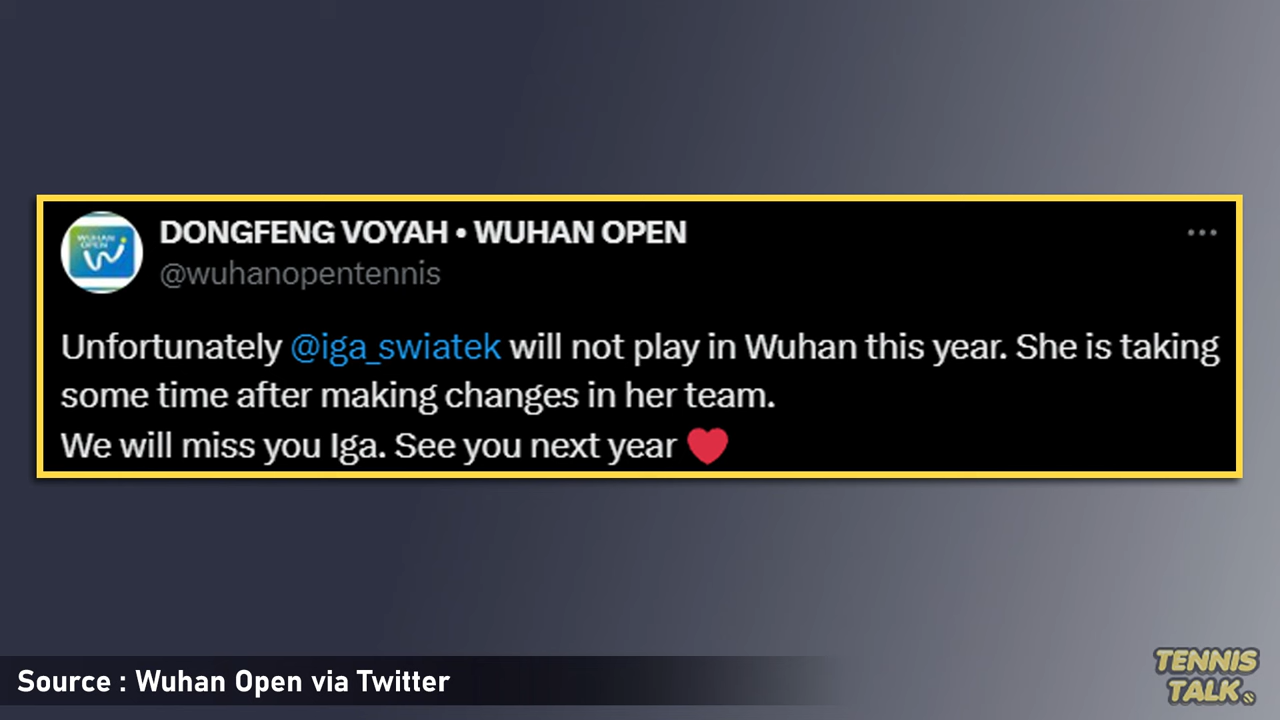 DONGFENG VOYAH • WUHAN OPEN
@wuhanopentennis
WUHAN
OPEN
Unfortunately @iga_swiatek will not play in Wuhan this year. She is taking
some time after making changes in her team.
We will miss you Iga. See you next year ❤️
Source : Wuhan Open via Twitter
TENNIS
TALK